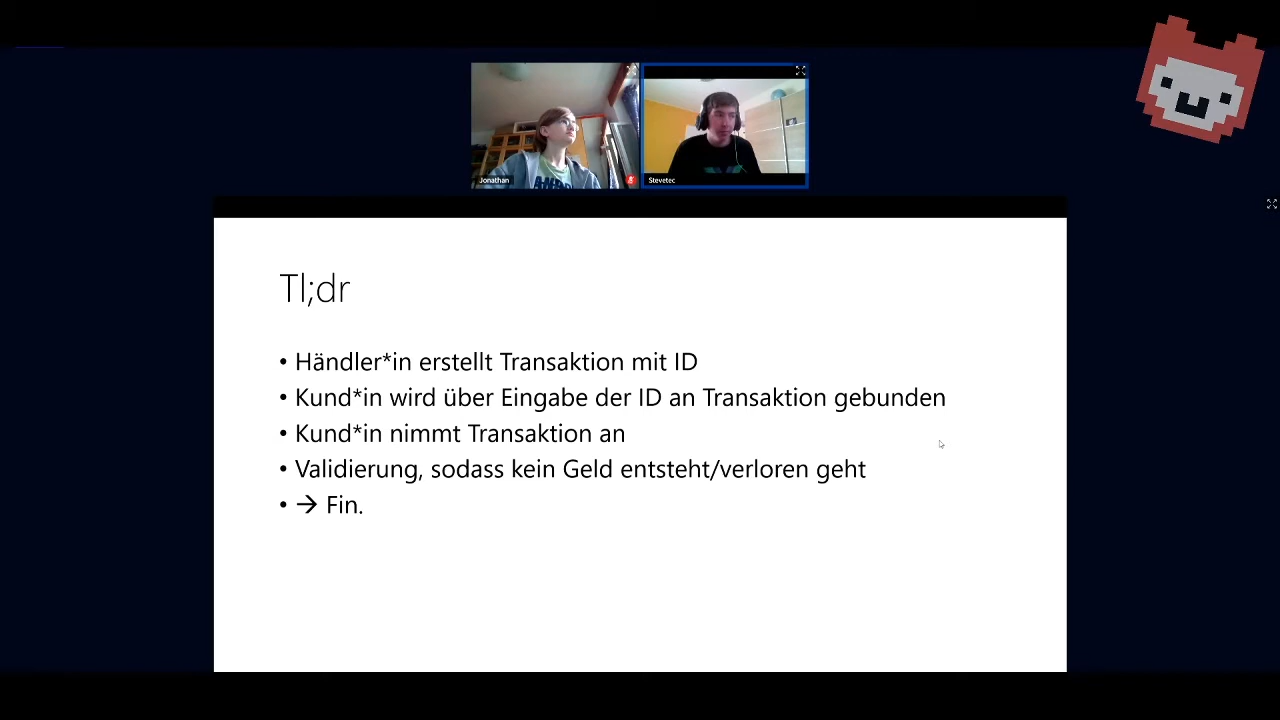 Jonathan
Stevetec
Tl;dr
• Händler*in erstellt Transaktion mit ID
• Kund*in wird über Eingabe der ID an Transaktion gebunden
• Kund*in nimmt Transaktion an
• Validierung, sodass kein Geld entsteht/verloren geht
• → Fin.